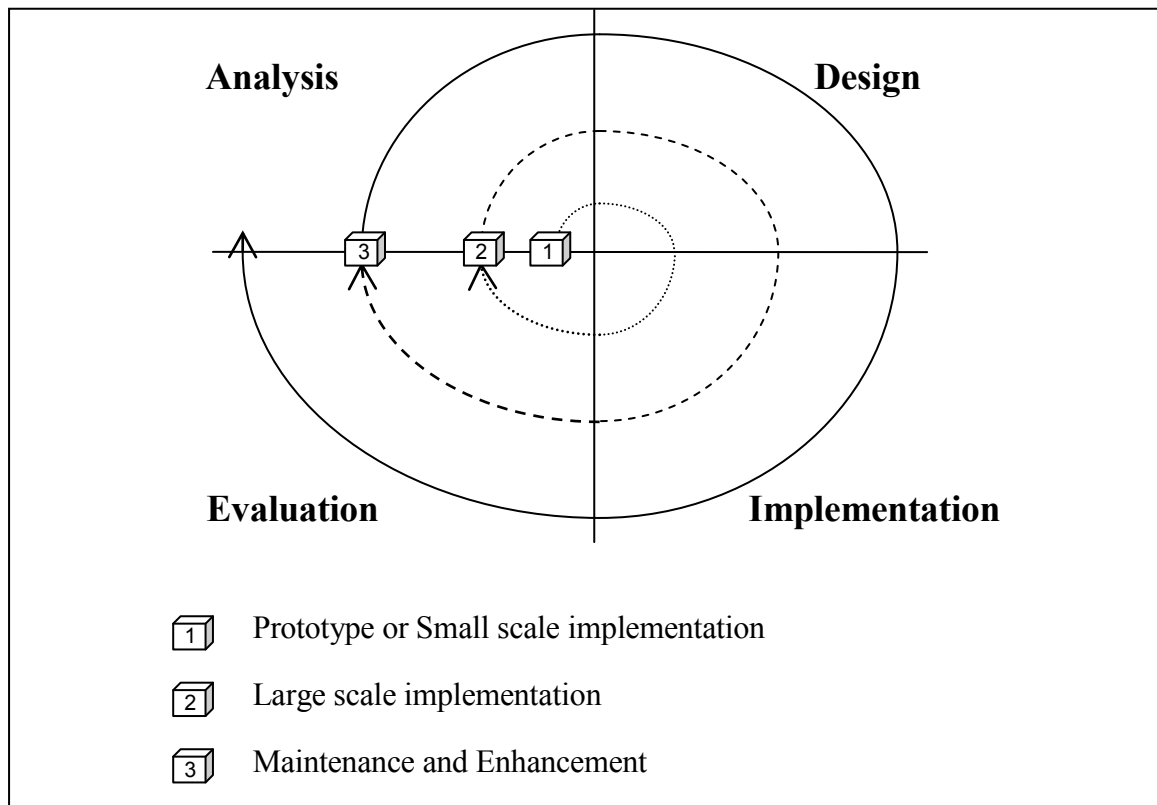 Analysis
Design
3
2
1
Evaluation
Implementation
1 Prototype or Small scale implementation
2 Large scale implementation
3 Maintenance and Enhancement